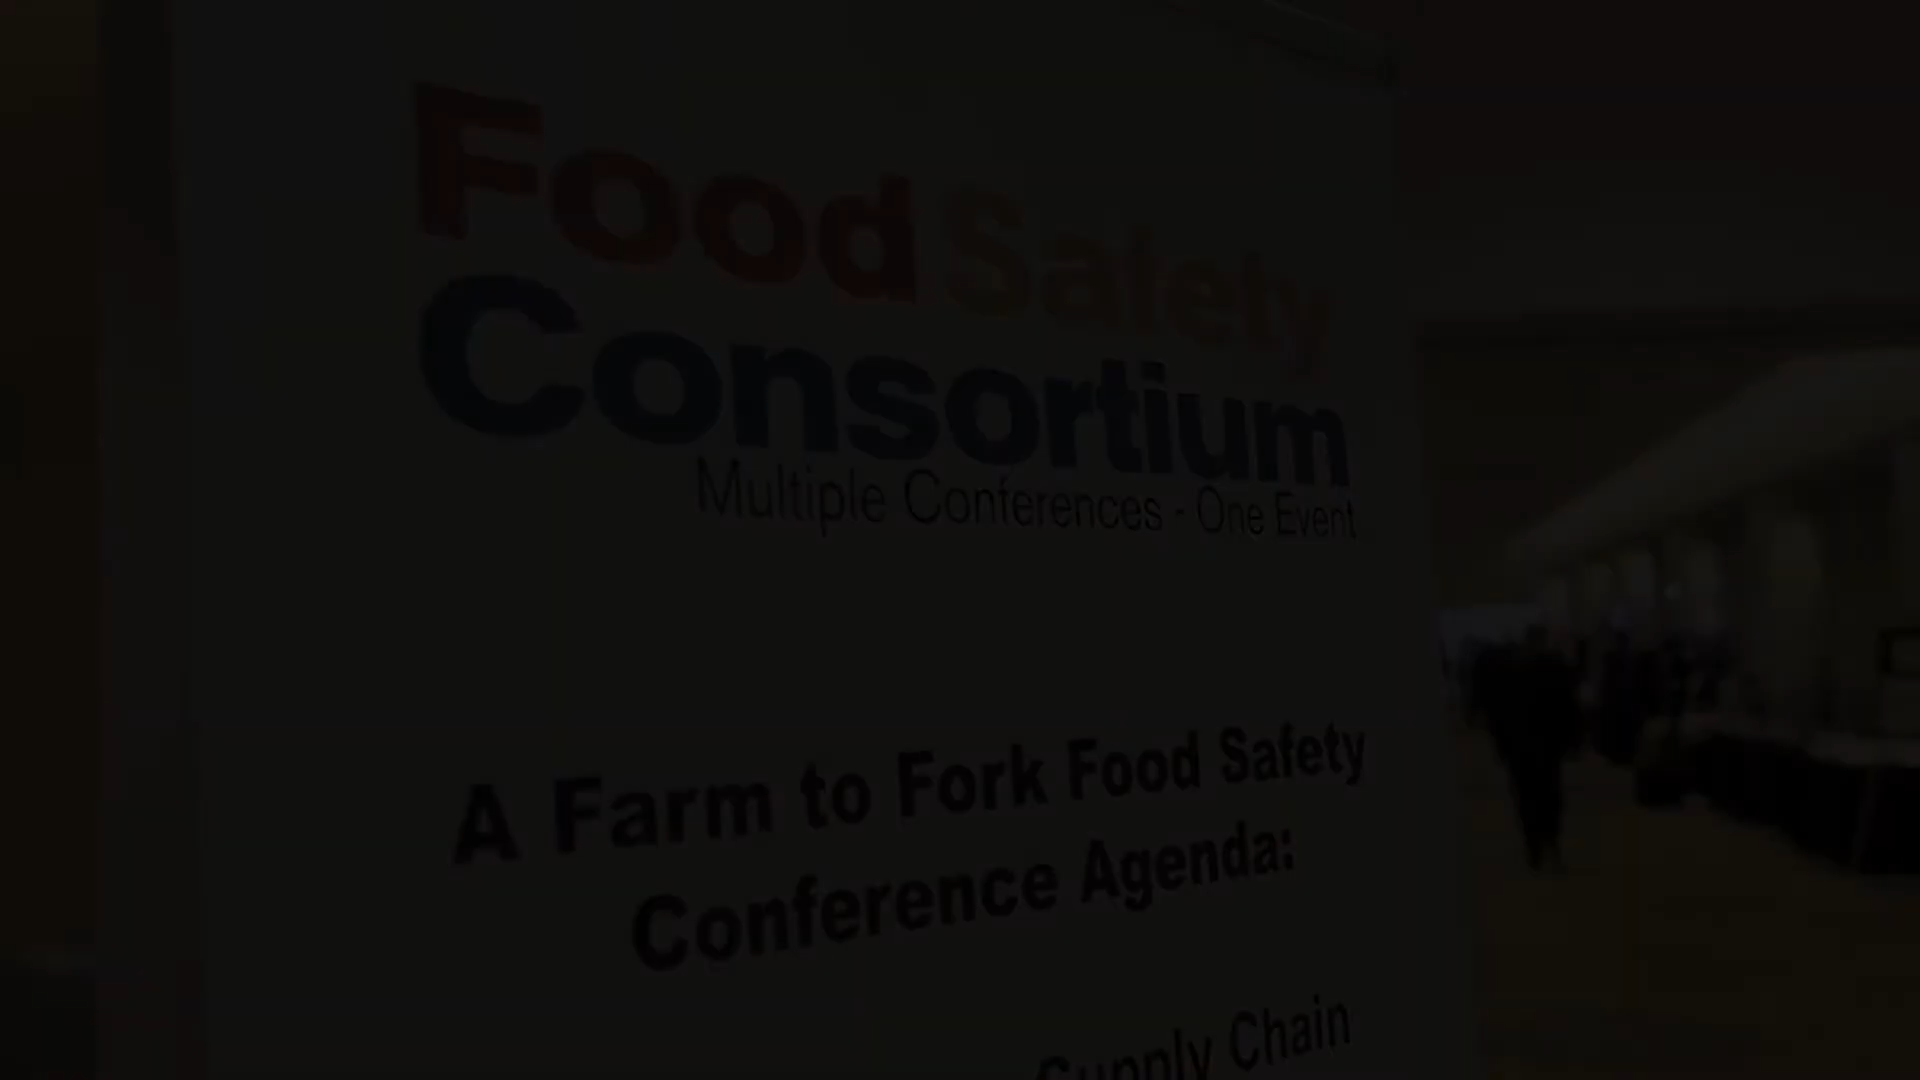 Food Safety
Consortium
Multiple Conferences - One Event
A Farm to Fork Food Safety
Conference Agenda:
Supply Chain